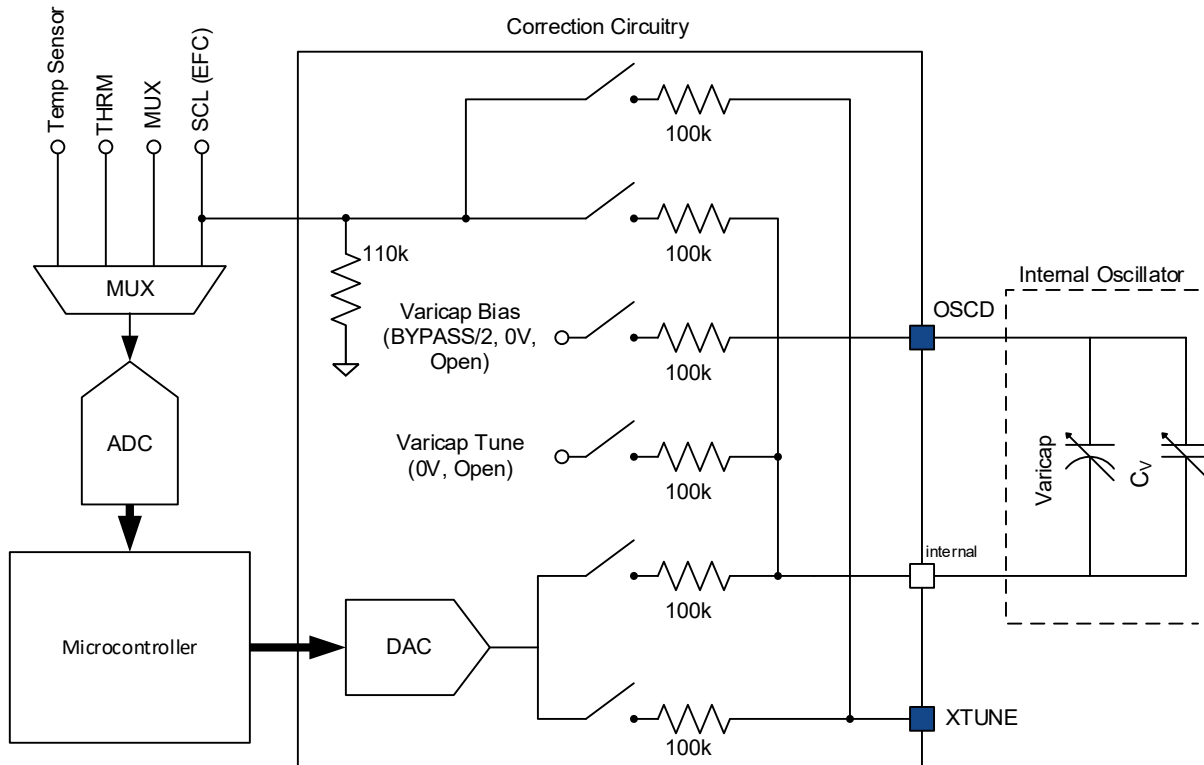 Correction Circuitry
Temp Sensor
THRM
MUX
SCL (EFC)
100k
100k
110k
MUX
Varicap Bias
(BYPASS/2, 0V,
Open)
100k
OSCD
Internal Oscillator
ADC
Varicap Tune
(0V, Open)
100k
Varicap
CV
internal
100k
Microcontroller
DAC
XTUNE
100k